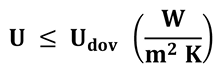 U ≤ U_dov (W / m² K)